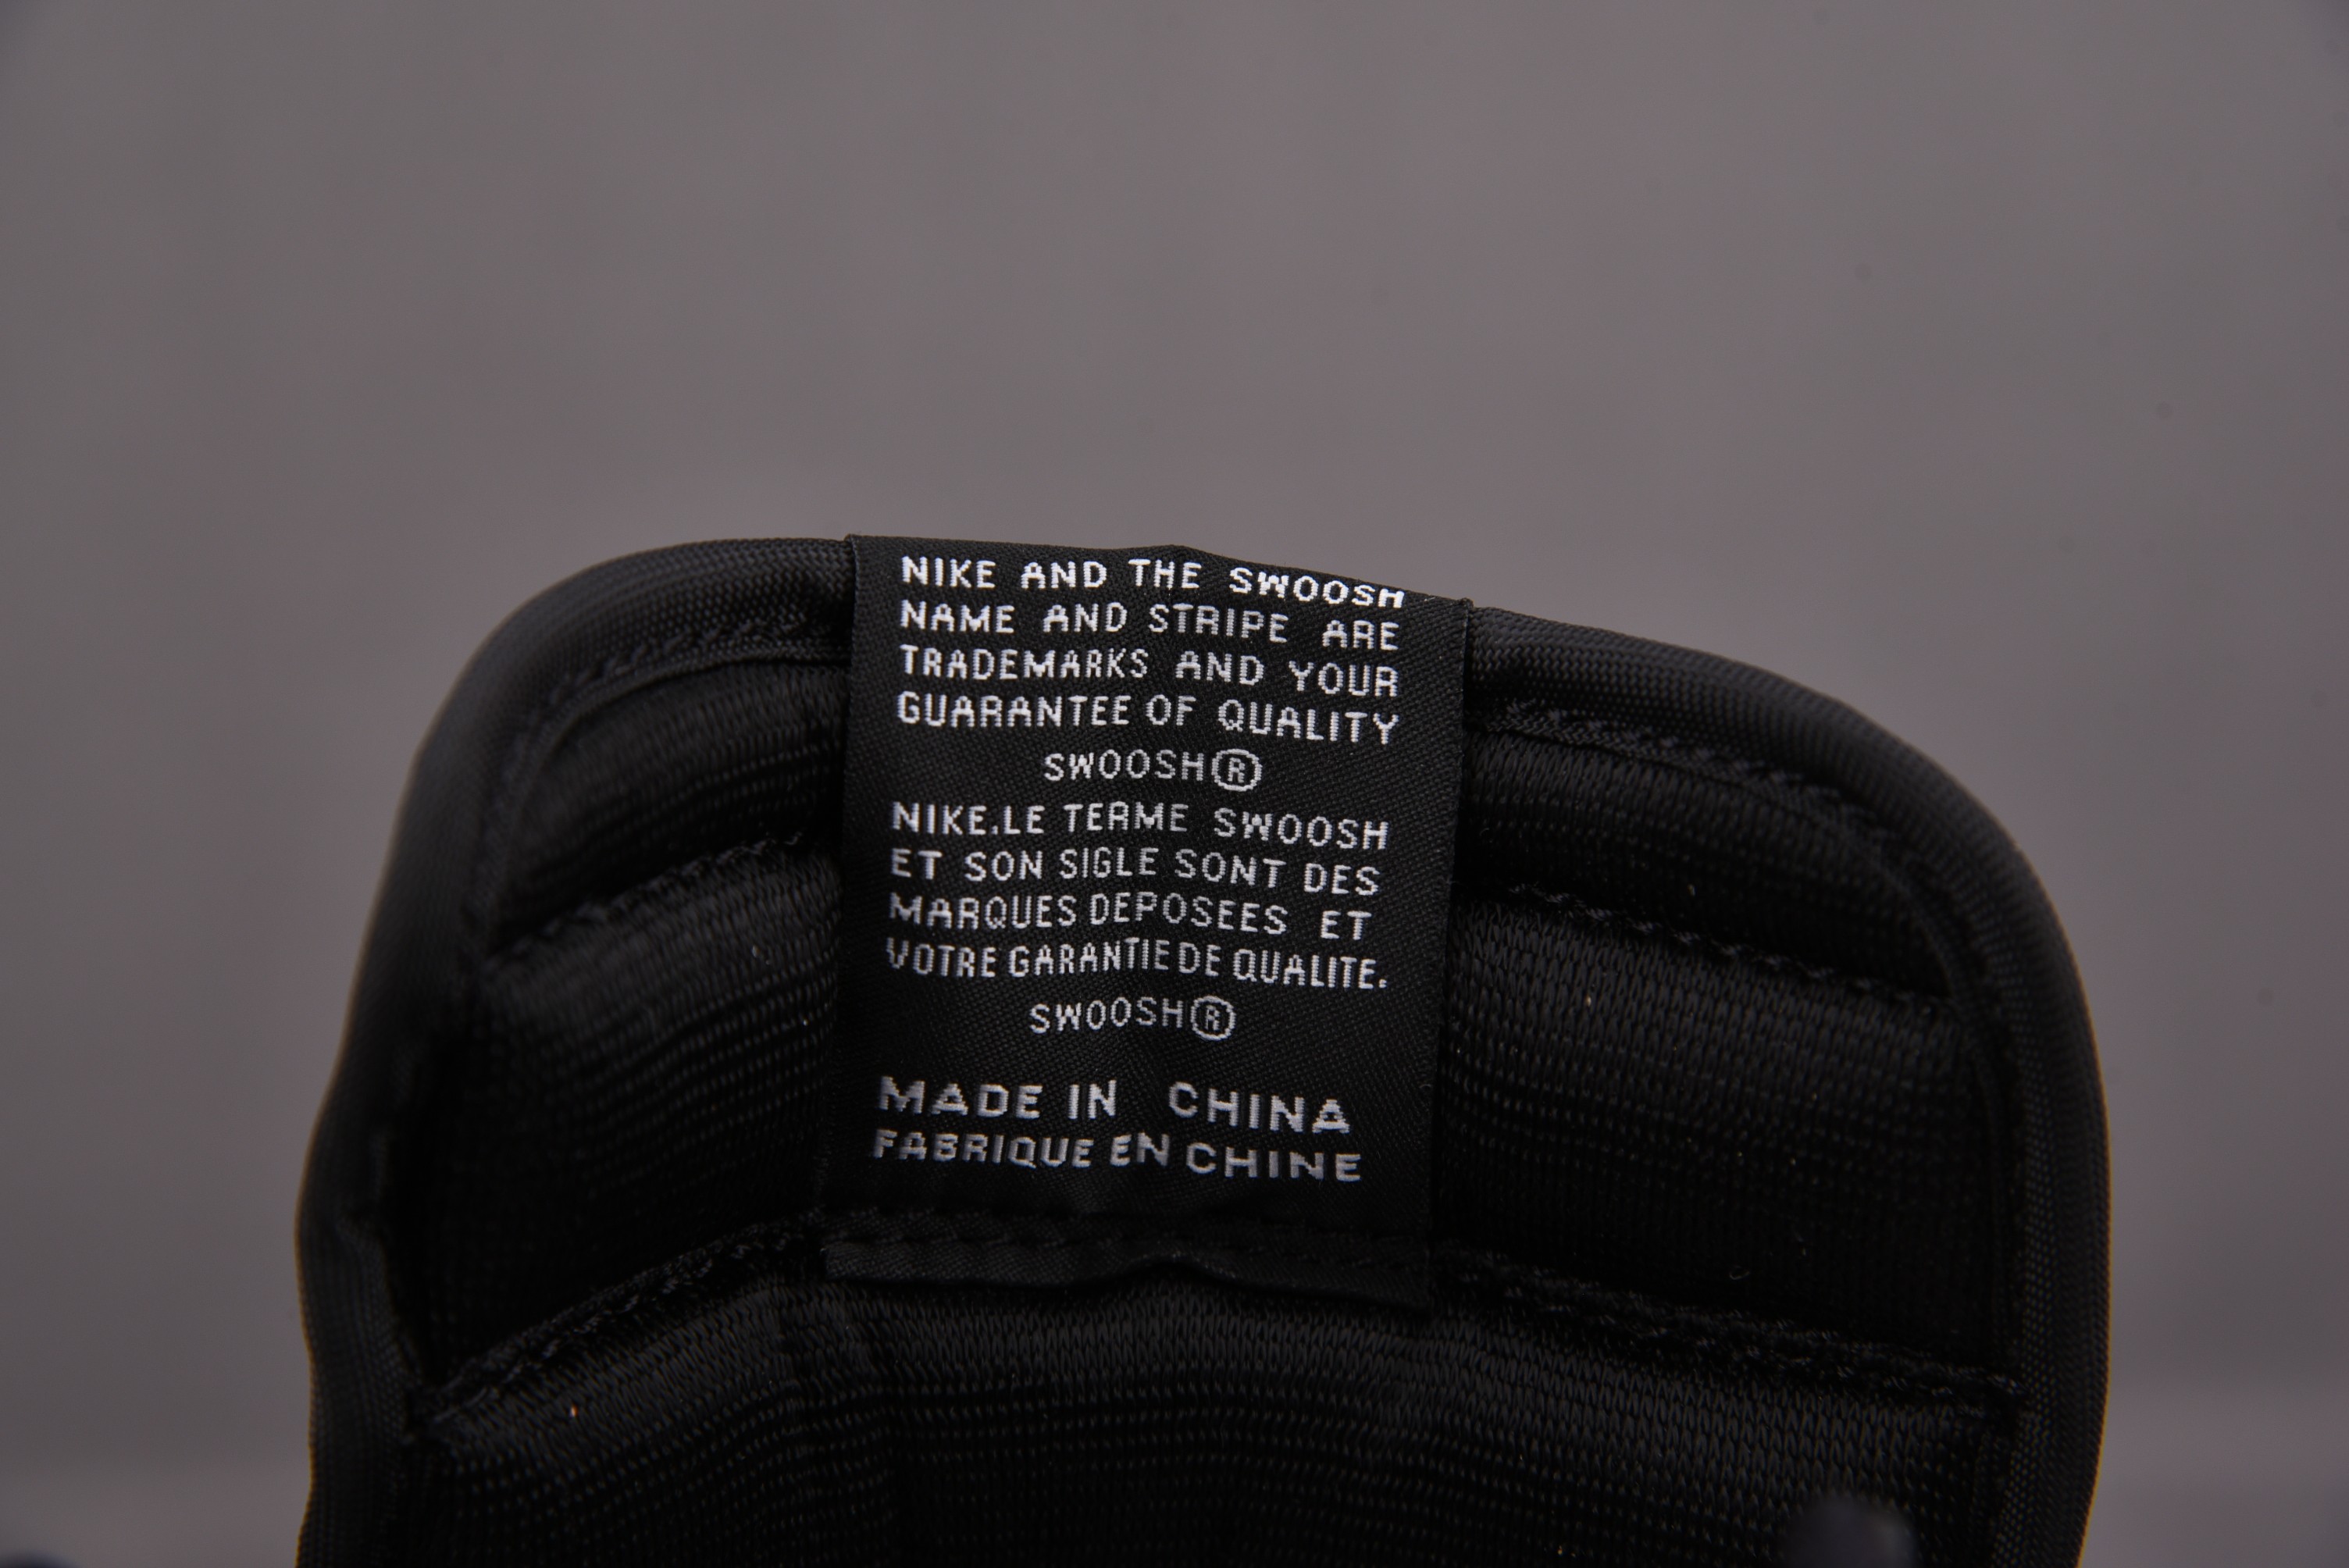 NIKE AND THE SWOOSH
NAME AND STRIPE ARE
TRADEMARKS AND YOUR
GUARANTEE OF QUALITY
SWOOSH®
NIKE.LE TERME SWOOSH
ET SON SIGLE SONT DES
MARQUES DEPOSEES ET
VOTRE GARANTIE DE QUALITE.
SWOOSH®
MADE IN CHINA
FABRIQUE EN CHINE